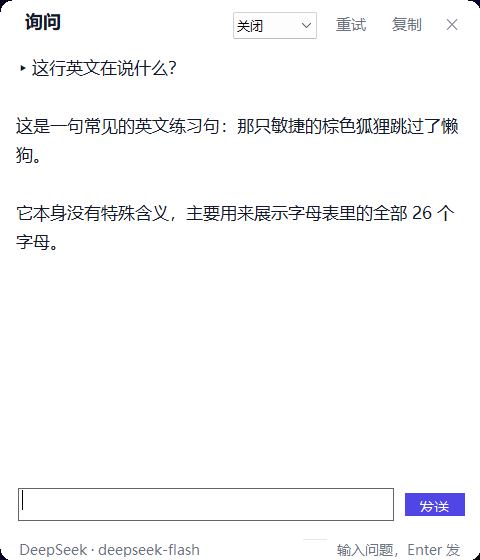 询问
关闭
重试
复制
▸ 这行英文在说什么？
这是一句常见的英文练习句：那只敏捷的棕色狐狸跳过了懒
狗。
它本身没有特殊含义，主要用来展示字母表里的全部 26 个
字母。
发送
DeepSeek · deepseek-flash
输入问题，Enter 发